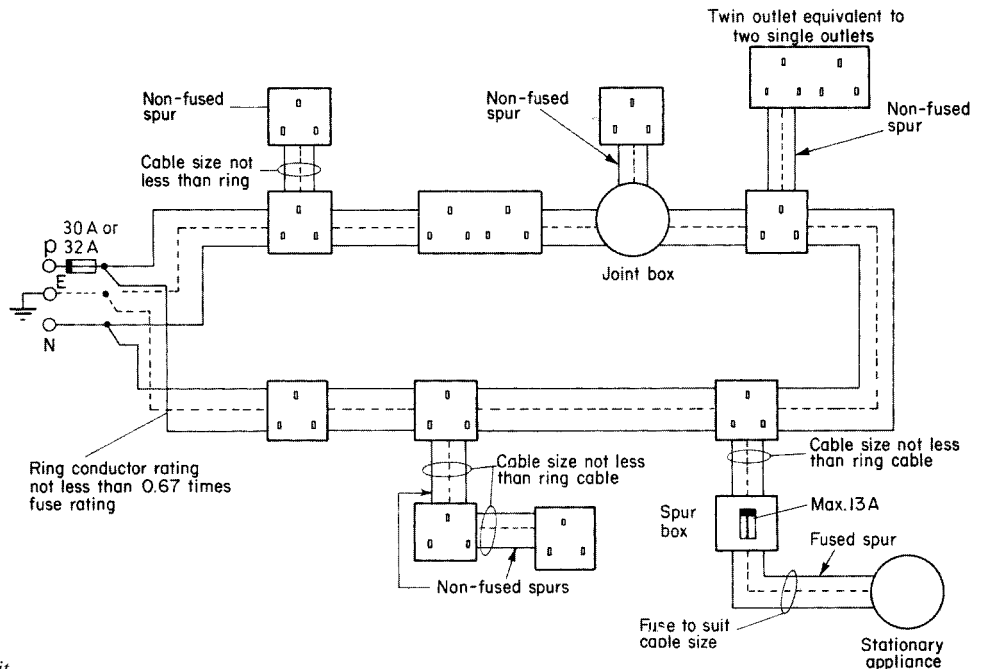 Twin outlet equivalent to
two single outlets
Non-fused
spur
Non-fused
spur
Non-fused
spur
Cable size not
less than ring
30 A or
32 A
P
E
N
Joint box
Ring conductor rating
not less than 0.67 times
fuse rating
Cable size not less
than ring cable
Non-fused spurs
Cable size not less
than ring cable
Spur
box
Max. 13 A
Fused spur
Fuse to suit
cable size
Stationary
appliance